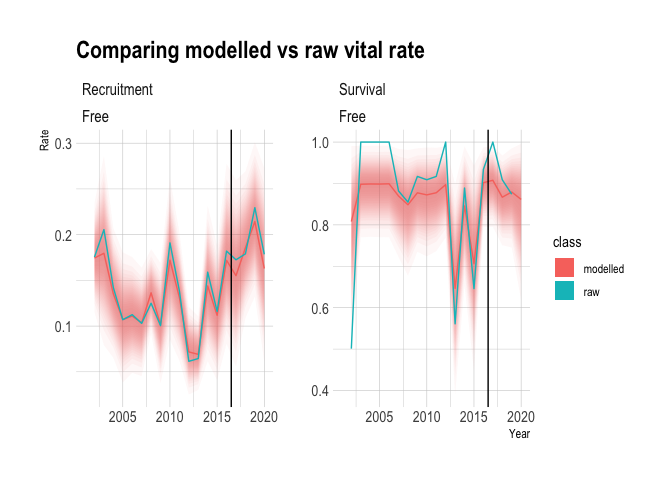 Comparing modelled vs raw vital rate
Recruitment
Free
Survival
Free
Rate
0.3
0.2
0.1
2005 2010 2015 2020
1.0
0.8
0.6
0.4
2005 2010 2015 2020
Year
class
modelled
raw